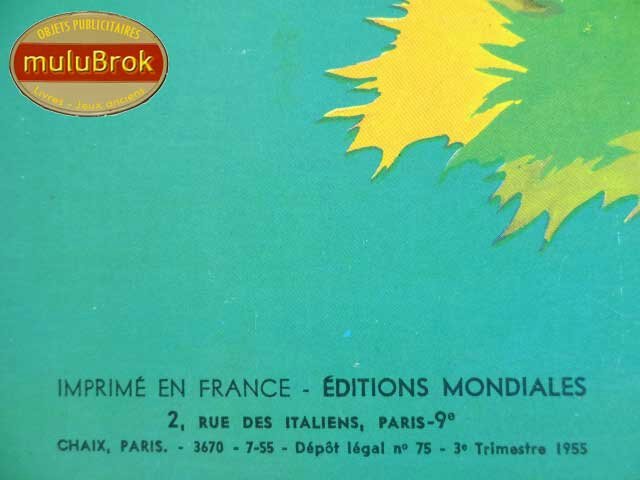 OBJETS PUBLICITAIRES
muluBrok
Livres - Jeux anciens
IMPRIMÉ EN FRANCE - ÉDITIONS MONDIALES
2, RUE DES ITALIENS, PARIS-9e
CHAIX, PARIS. - 3670 - 7-55 - Dépôt légal no 75 - 3e Trimestre 1955